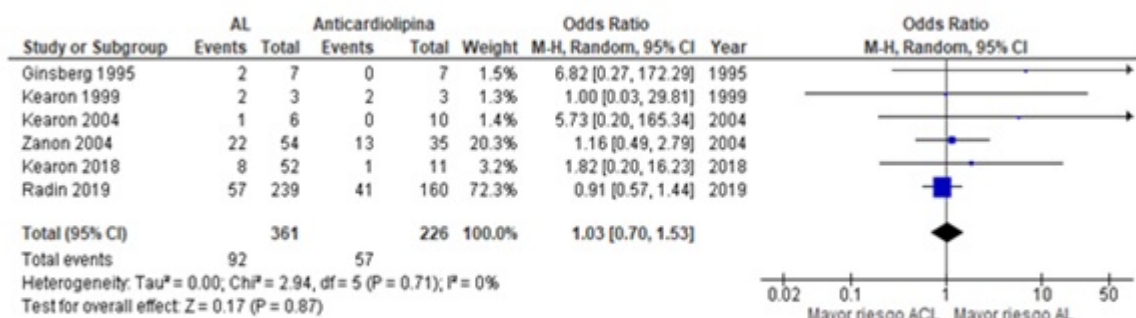 AL Anticardiolipina Odds Ratio Odds Ratio
Study or Subgroup Events Total Events Total Weight M-H, Random, 95% CI Year M-H, Random, 95% CI
Ginsberg 1995 2 7 0 7 1.5% 6.82 [0.27, 172.29] 1995
Kearon 1999 2 3 2 3 1.3% 1.00 [0.03, 29.81] 1999
Kearon 2004 1 6 0 10 1.4% 5.73 [0.20, 165.34] 2004
Zanon 2004 22 54 13 35 20.3% 1.16 [0.49, 2.79] 2004
Kearon 2018 8 52 1 11 3.2% 1.82 [0.20, 16.23] 2018
Radin 2019 57 239 41 160 72.3% 0.91 [0.57, 1.44] 2019
Total (95% CI) 361 226 100.0% 1.03 [0.70, 1.53]
Total events 92 57
Heterogeneity: Tau² = 0.00; Chi² = 2.94, df = 5 (P = 0.71); I² = 0%
Test for overall effect: Z = 0.17 (P = 0.87)
0.02 0.1 1 10 50
Mayor riesgo ACL Mayor riesgo AL